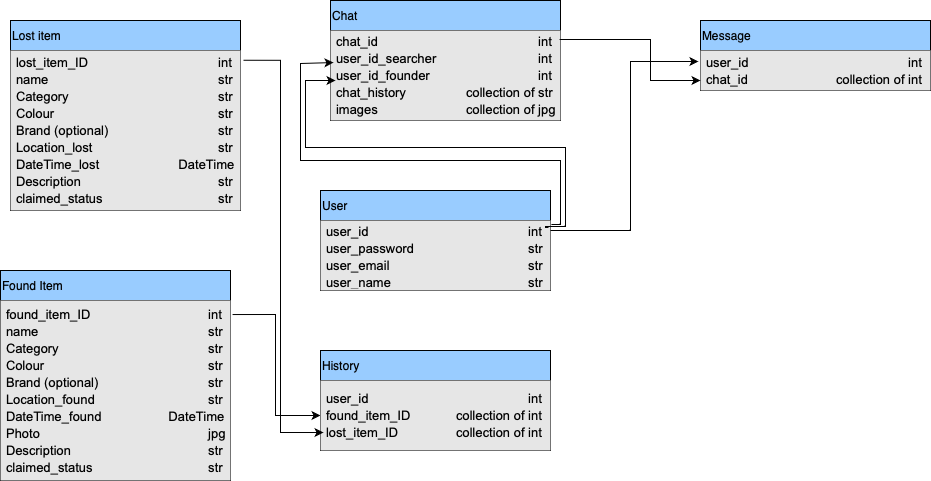 Lost item
lost_item_ID int
name str
Category str
Colour str
Brand (optional) str
Location_lost str
DateTime_lost DateTime
Description str
claimed_status str
Chat
chat_id int
user_id_searcher int
user_id_founder int
chat_history collection of str
images collection of jpg
Message
user_id int
chat_id collection of int
User
user_id int
user_password str
user_email str
user_name str
Found Item
found_item_ID int
name str
Category str
Colour str
Brand (optional) str
Location_found str
DateTime_found DateTime
Photo jpg
Description str
claimed_status str
History
user_id int
found_item_ID collection of int
lost_item_ID collection of int